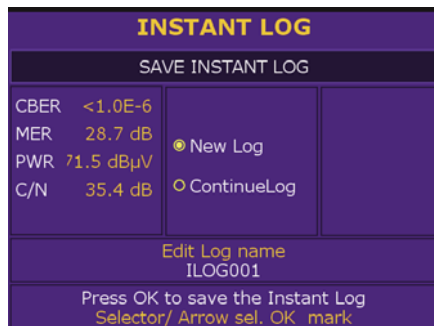 INSTANT LOG
SAVE INSTANT LOG
CBER <1.0E-6
MER 28.7 dB
PWR 71.5 dBµV
C/N 35.4 dB
New Log
ContinueLog
Edit Log name
ILOG001
Press OK to save the Instant Log
Selector/ Arrow sel. OK mark